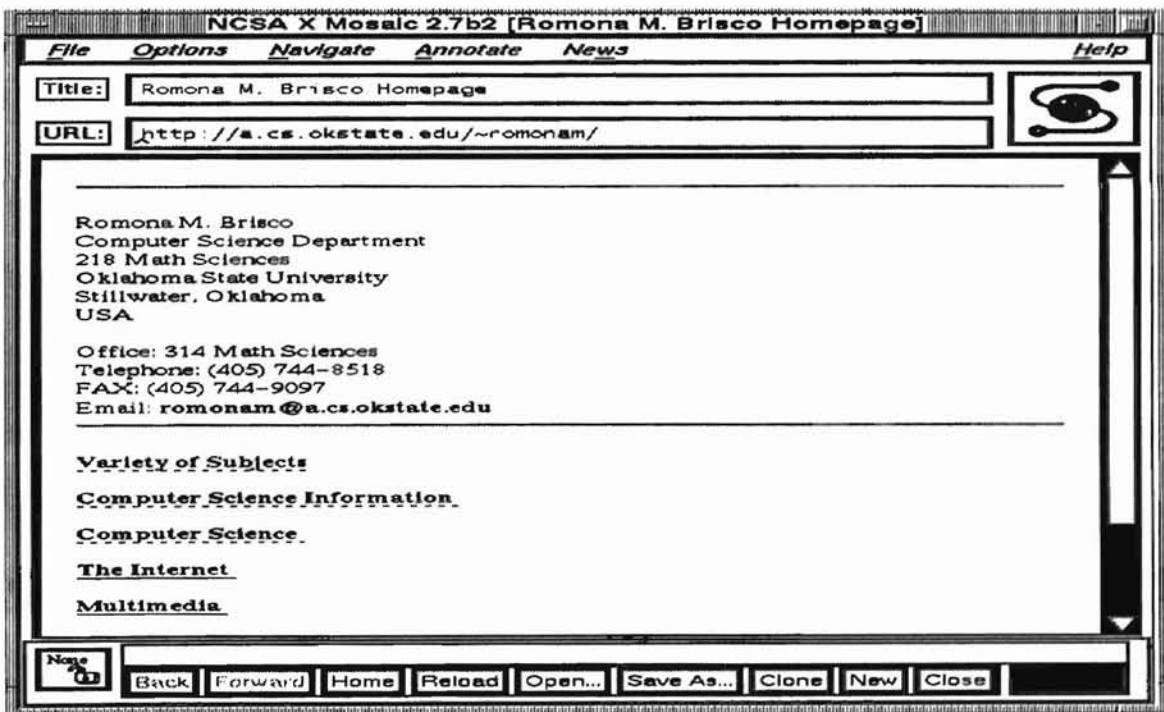 NCSA X Mosaic 2.7b2 [Romona M. Brisco Homepage]
File Options Navigate Annotate News Help
Title: Romona M. Brisco Homepage
URL: http://a.cs.okstate.edu/~romonam/
Romona M. Brisco
Computer Science Department
218 Math Sciences
Oklahoma State University
Stillwater, Oklahoma
USA
Office: 314 Math Sciences
Telephone: (405) 744-8518
FAX: (405) 744-9097
Email: romonam@a.cs.okstate.edu
Variety of Subjects
Computer Science Information
Computer Science
The Internet
Multimedia
None
Back Forward Home Reload Open... Save As... Clone New Close